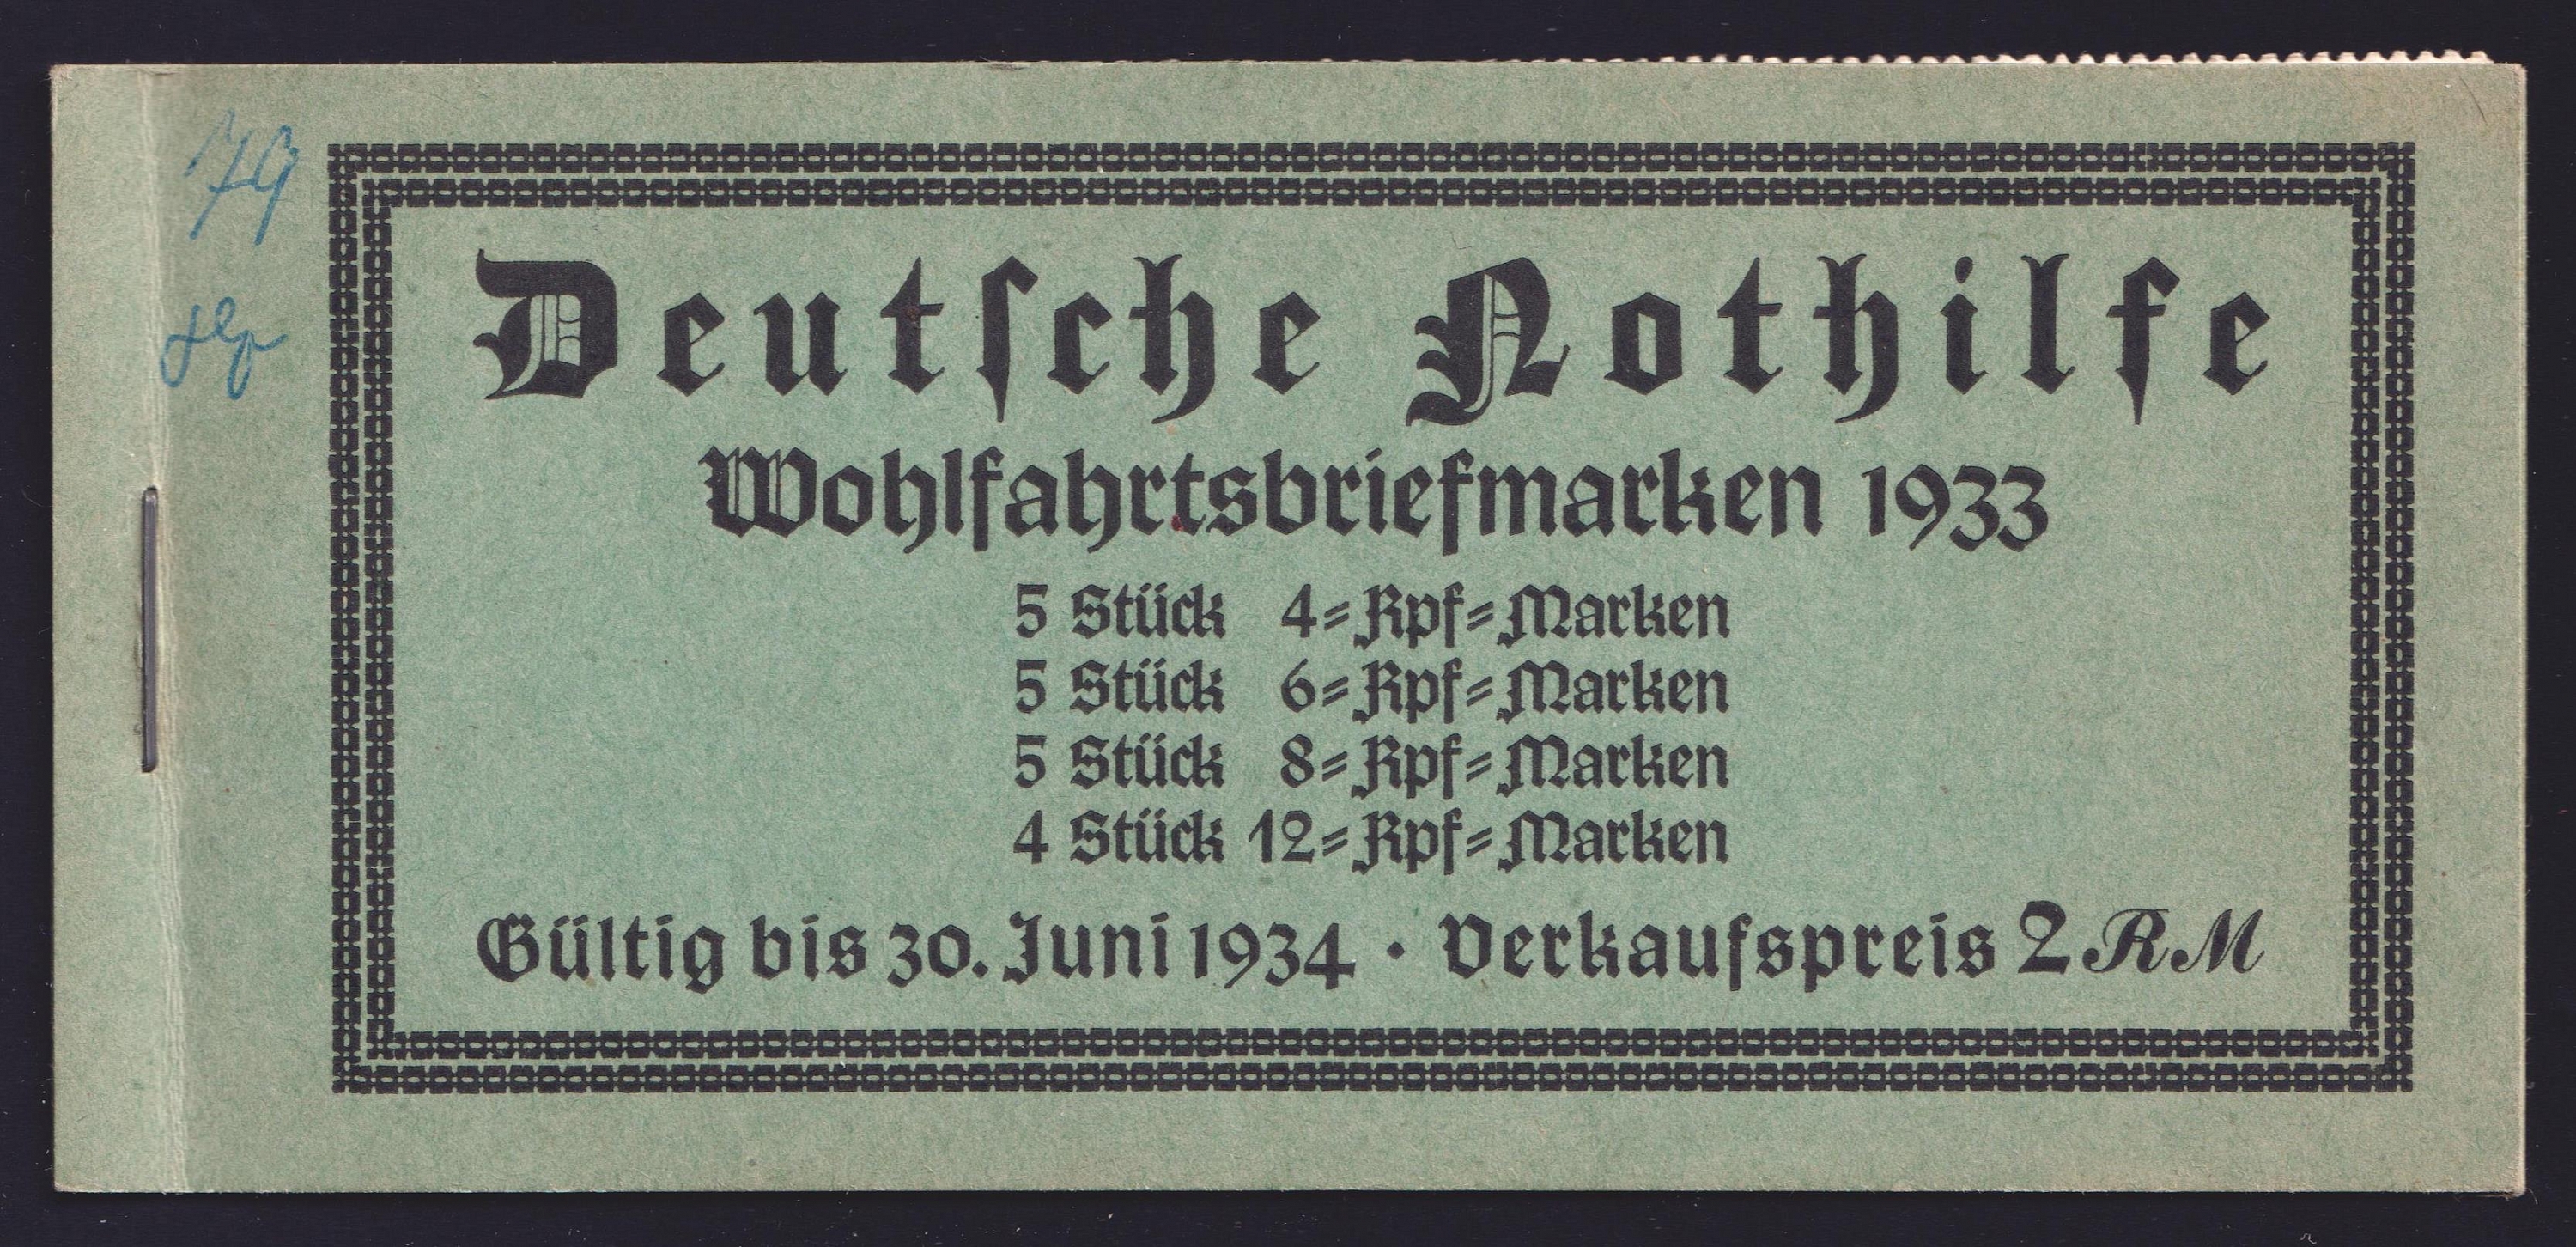 79
Deutſche Nothilfe
Wohlfahrtsbriefmarken 1933
5 Stück 4=Rpf=Marken
5 Stück 6=Rpf=Marken
5 Stück 8=Rpf=Marken
4 Stück 12=Rpf=Marken
Gültig bis 30. Juni 1934 · Verkaufspreis 2 RM